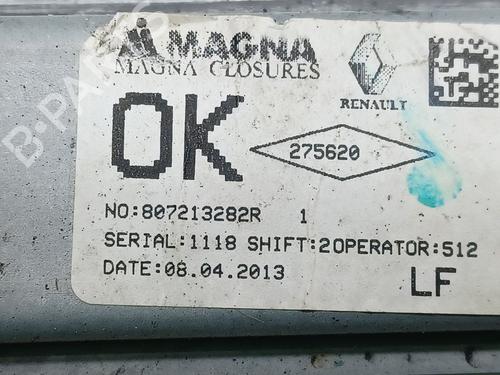 MAGNA
MAGNA CLOSURES
RENAULT
OK
275620
NO:807213282R 1
SERIAL:1118 SHIFT:2OPERATOR:512
DATE:08.04.2013
LF
B-PARTS